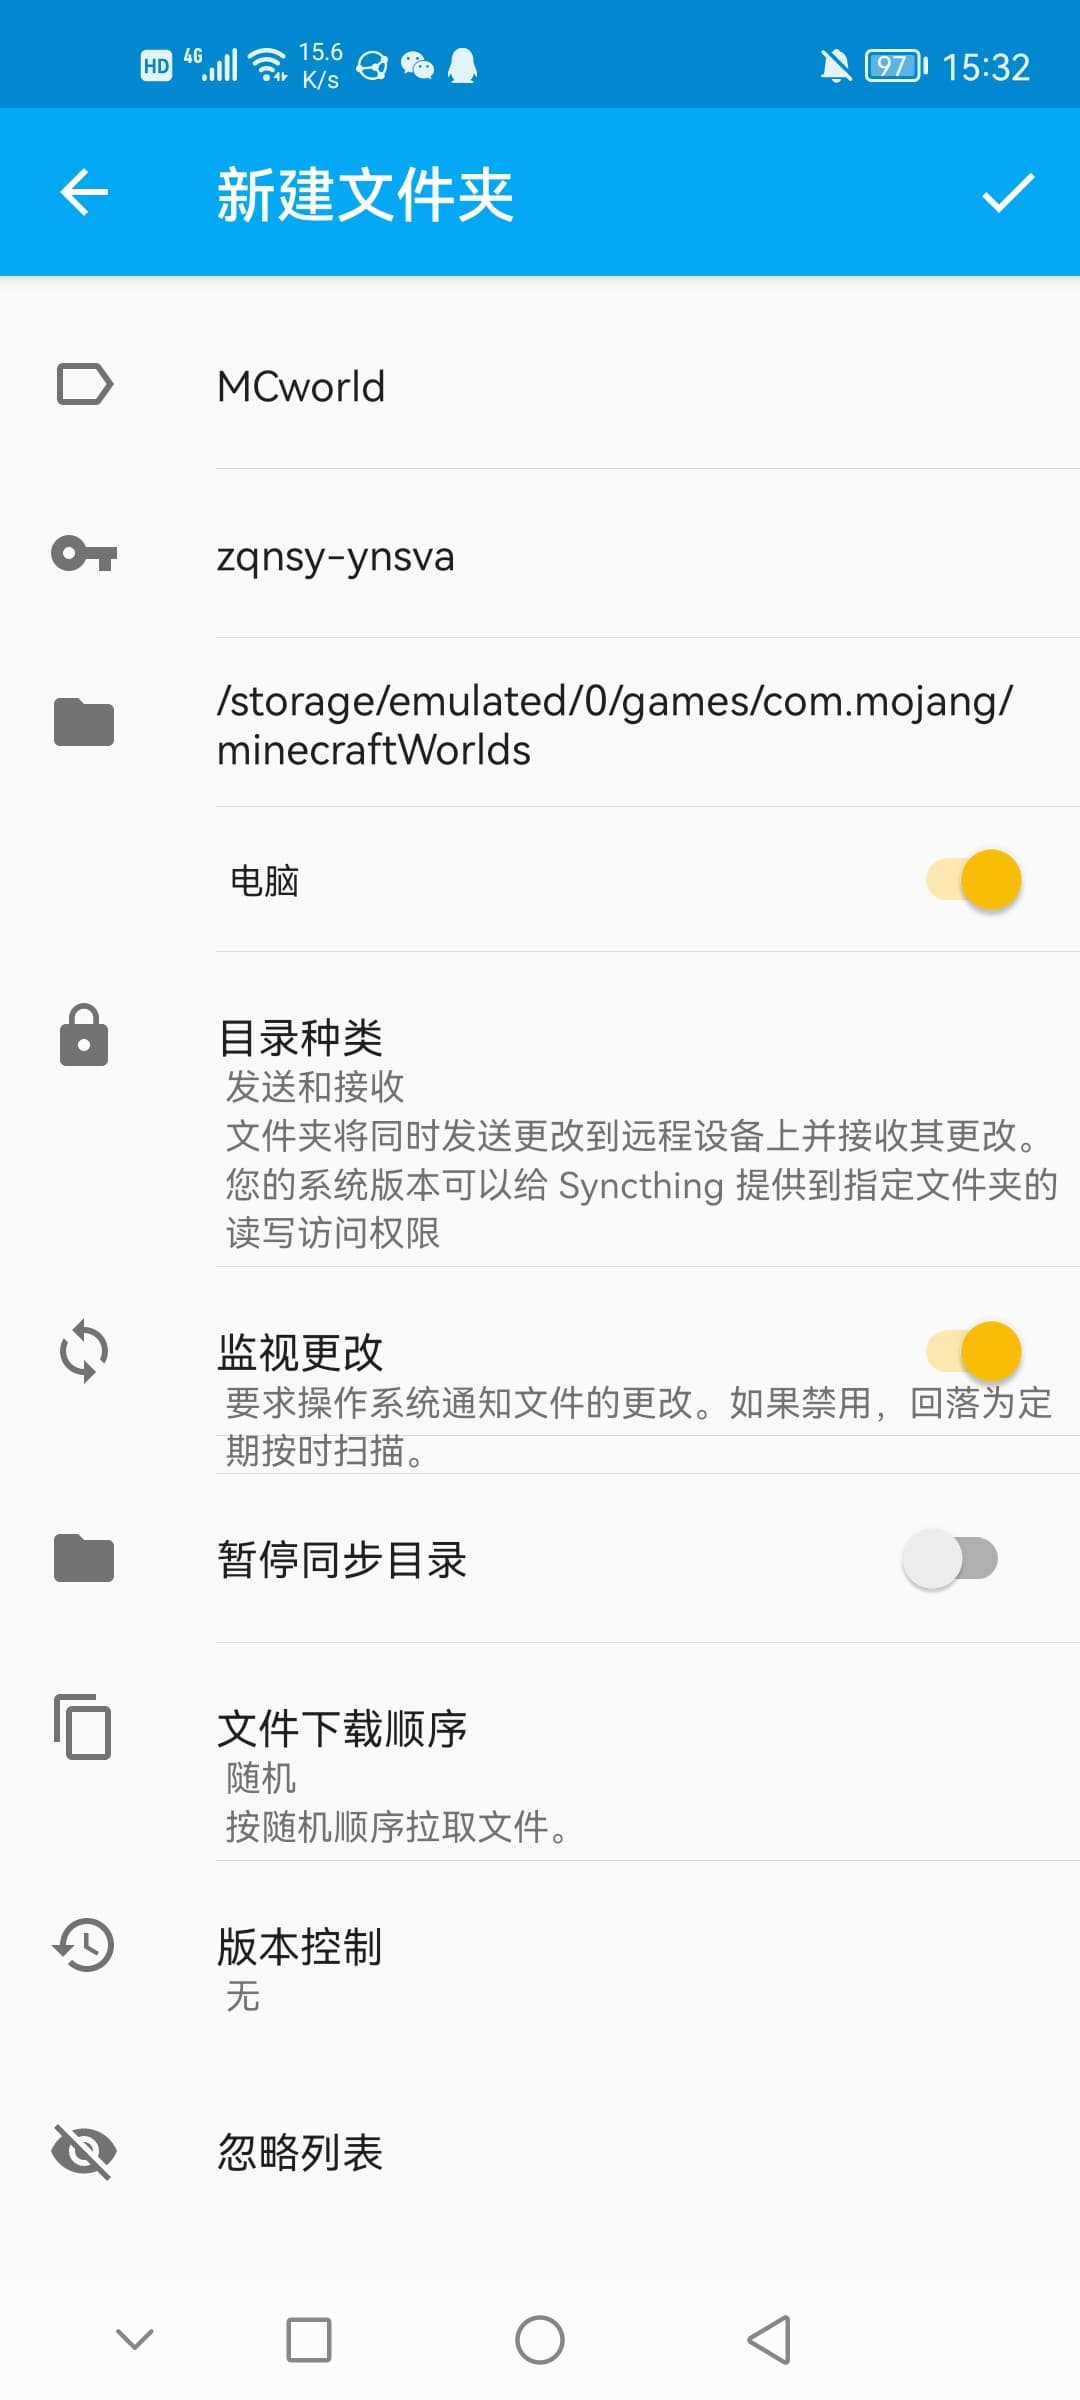 HD 4G 15.6 K/s 97 15:32
新建文件夹
MCworld
zqnsy-ynsva
/storage/emulated/0/games/com.mojang/
minecraftWorlds
电脑
目录种类
发送和接收
文件夹将同时发送更改到远程设备上并接收其更改。
您的系统版本可以给 Syncthing 提供到指定文件夹的
读写访问权限
监视更改
要求操作系统通知文件的更改。如果禁用，回落为定
期按时扫描。
暂停同步目录
文件下载顺序
随机
按随机顺序拉取文件。
版本控制
无
忽略列表